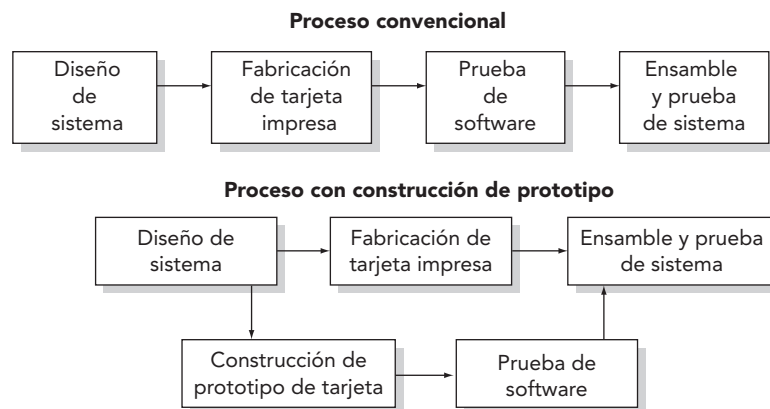 Proceso convencional
Diseño
de
sistema
Fabricación
de tarjeta
impresa
Prueba
de
software
Ensamble
y prueba
de sistema
Proceso con construcción de prototipo
Diseño de
sistema
Fabricación de
tarjeta impresa
Ensamble y prueba
de sistema
Construcción de
prototipo de tarjeta
Prueba de
software